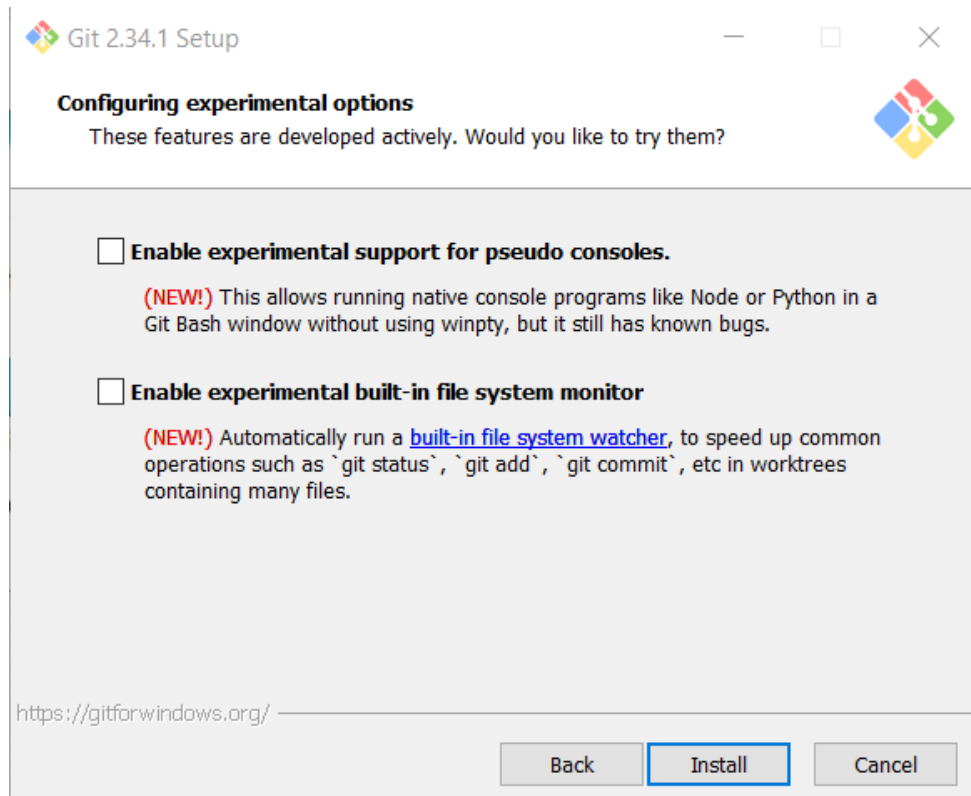 Git 2.34.1 Setup
Configuring experimental options
These features are developed actively. Would you like to try them?
Enable experimental support for pseudo consoles.
(NEW!) This allows running native console programs like Node or Python in a
Git Bash window without using winpty, but it still has known bugs.
Enable experimental built-in file system monitor
(NEW!) Automatically run a built-in file system watcher, to speed up common
operations such as `git status`, `git add`, `git commit`, etc in worktrees
containing many files.
https://gitforwindows.org/
Back
Install
Cancel